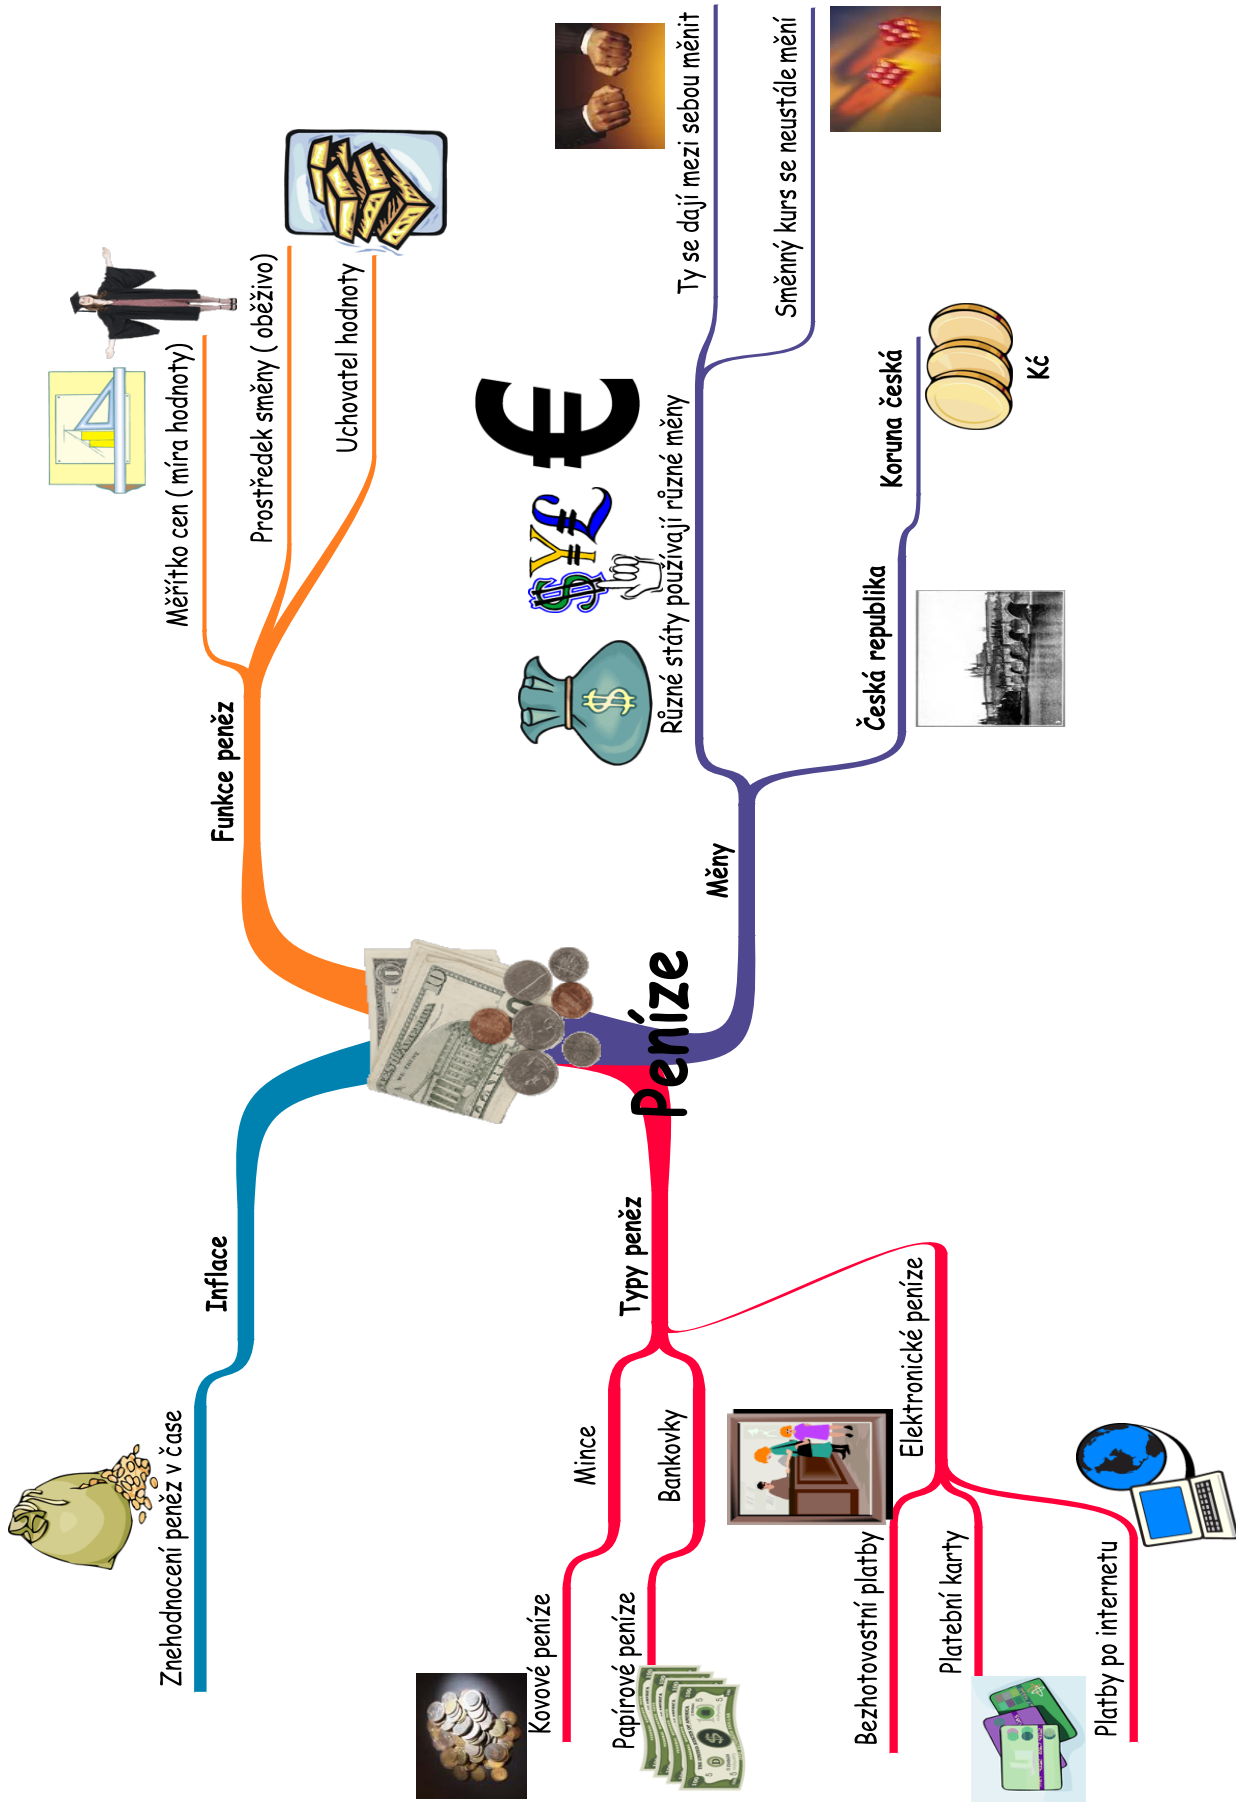 Peníze
Funkce peněz
Měřítko cen ( míra hodnoty)
Prostředek směny ( oběživo)
Uchovatel hodnoty
Měny
Různé státy používají různé měny
Ty se dají mezi sebou měnit
Směnný kurs se neustále mění
Česká republika
Koruna česká
Kč
Typy peněz
Mince
Kovové peníze
Bankovky
Papírové peníze
Elektronické peníze
Bezhotovostní platby
Platební karty
Platby po internetu
Inflace
Znehodnocení peněz v čase